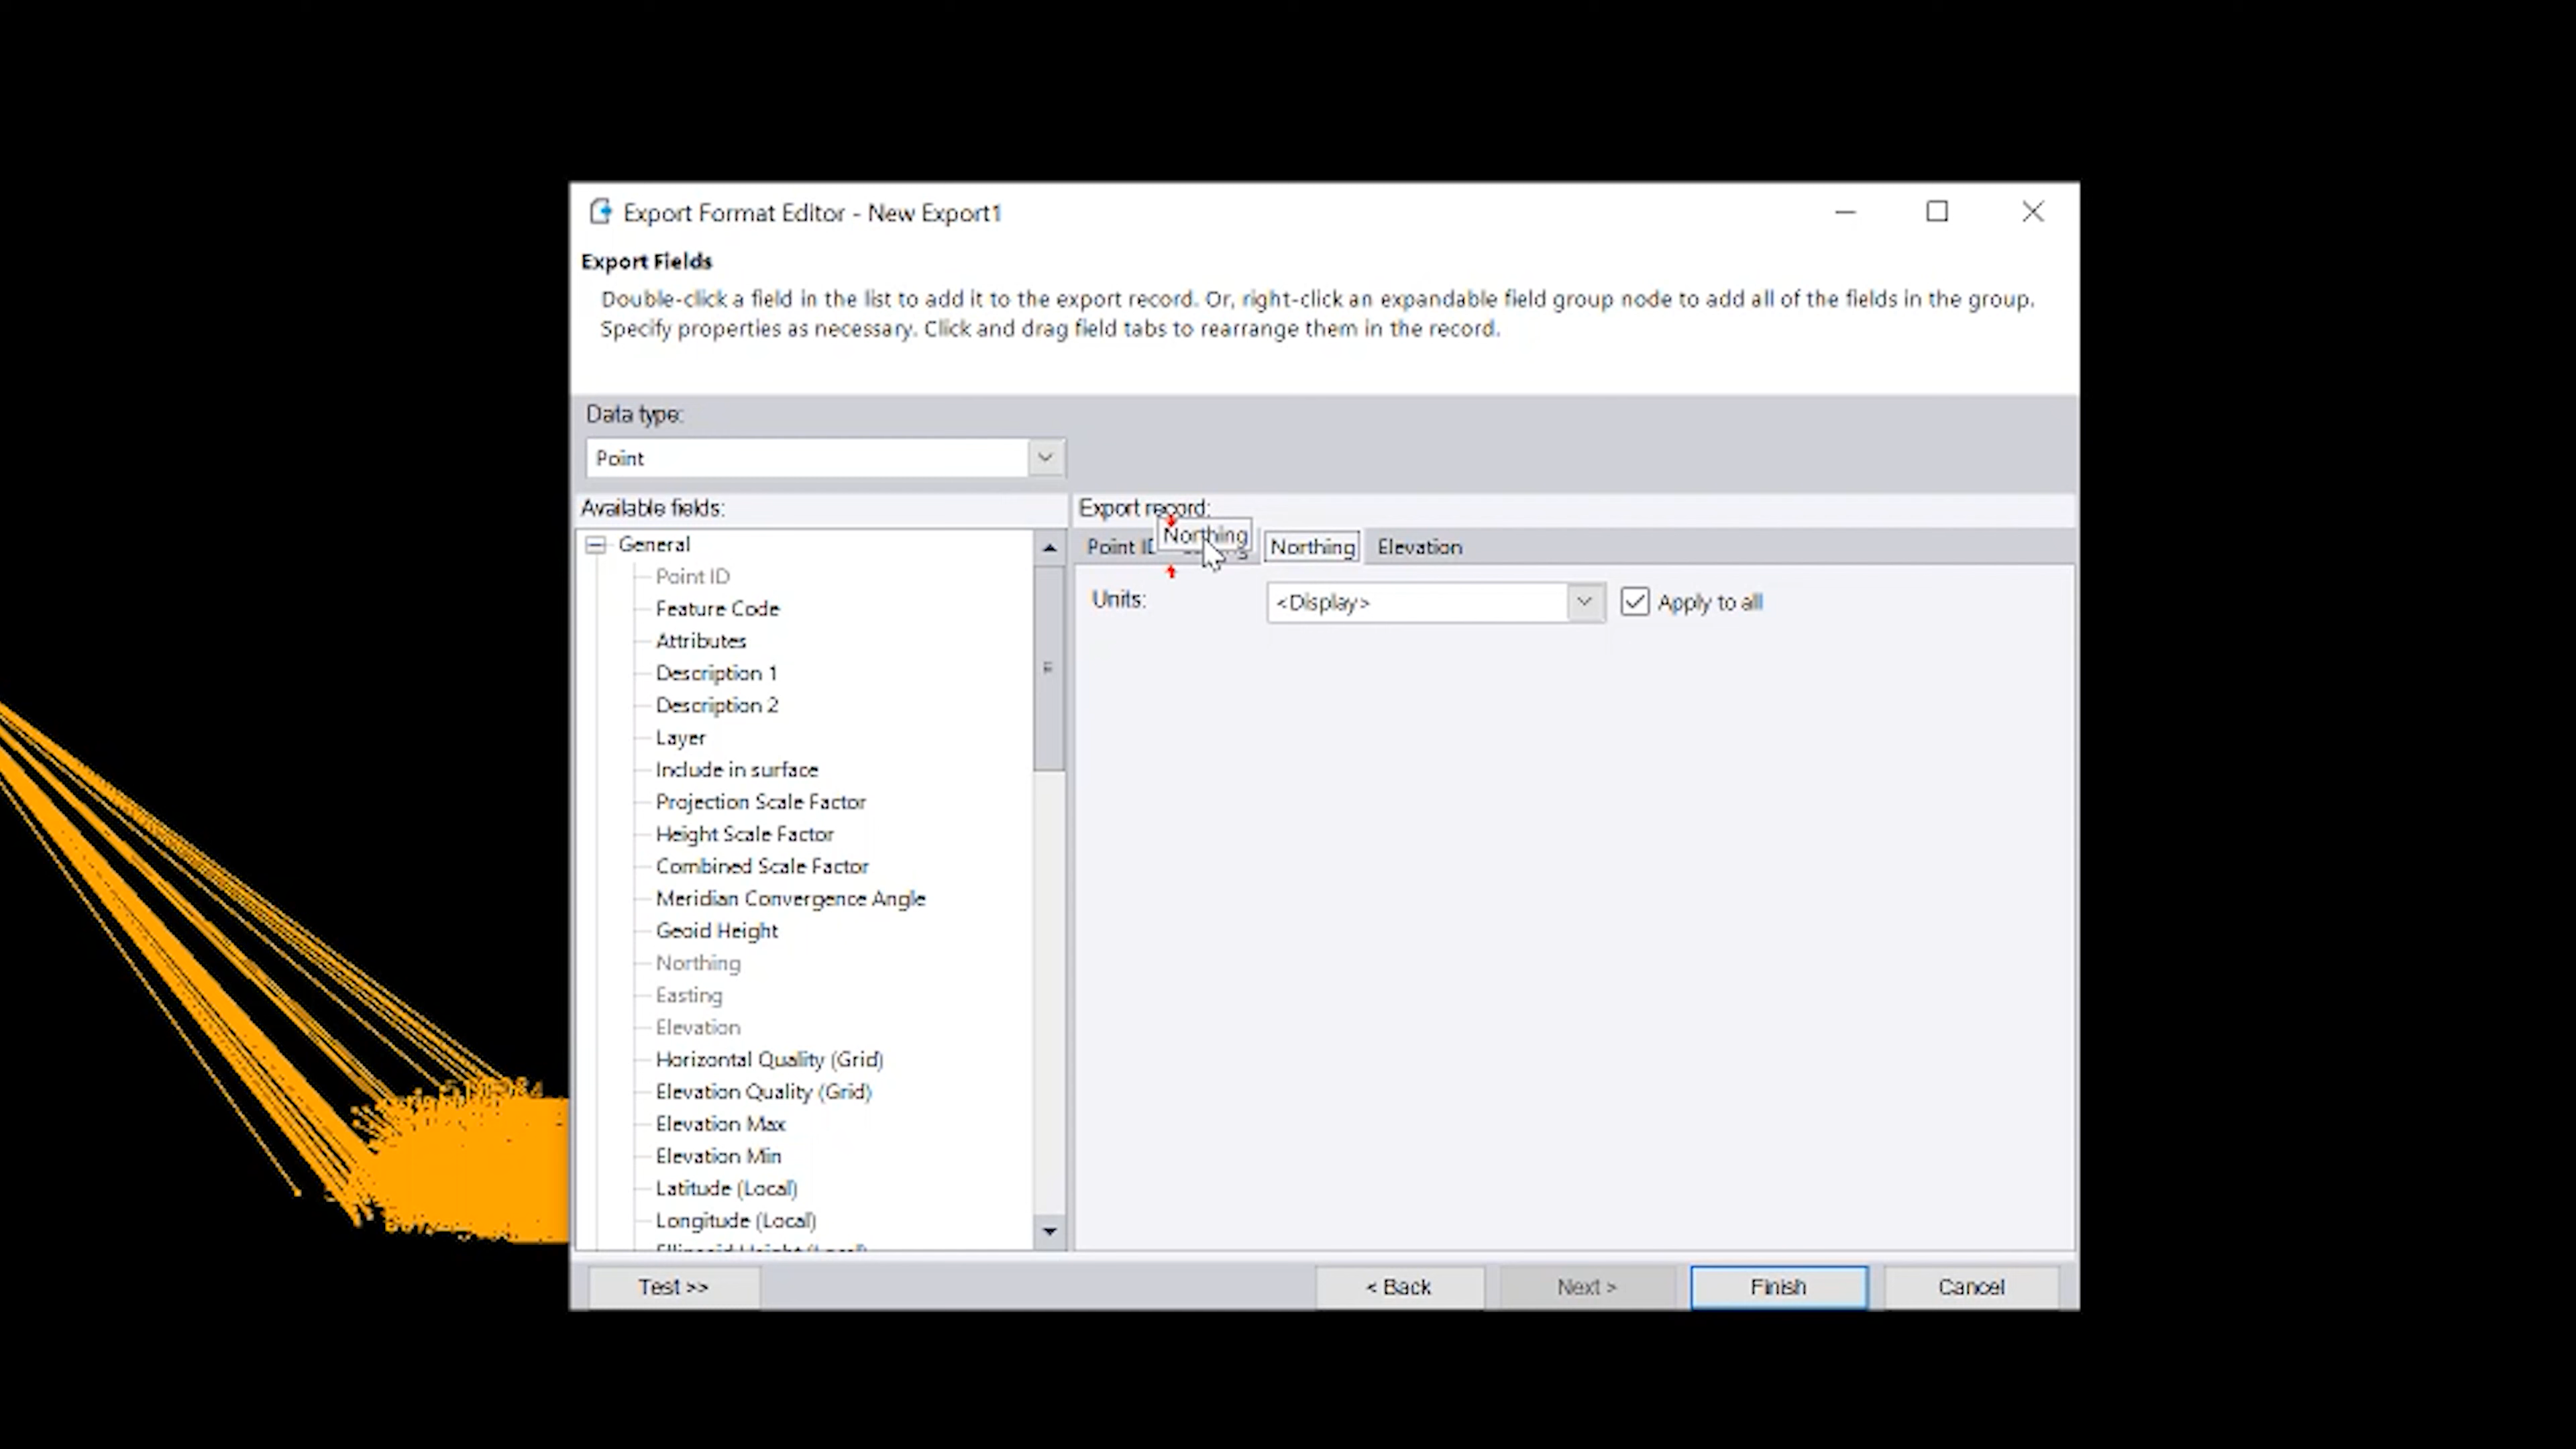 Export Format Editor - New Export1
Export Fields
Double-click a field in the list to add it to the export record. Or, right-click an expandable field group node to add all of the fields in the group.
Specify properties as necessary. Click and drag field tabs to rearrange them in the record.
Data type:
Point
Available fields:
General
Point ID
Feature Code
Attributes
Description 1
Description 2
Layer
Include in surface
Projection Scale Factor
Height Scale Factor
Combined Scale Factor
Meridian Convergence Angle
Geoid Height
Northing
Easting
Elevation
Horizontal Quality (Grid)
Elevation Quality (Grid)
Elevation Max
Elevation Min
Latitude (Local)
Longitude (Local)
Export record:
Northing
Point ID Northing Elevation
Units: <Display> Apply to all
Test >> < Back Next > Finish Cancel